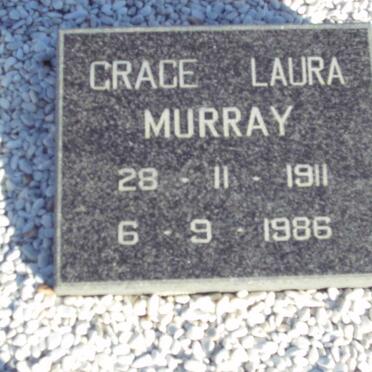 GRACE LAURA
MURRAY
28 - 11 - 1911
6 - 9 - 1986